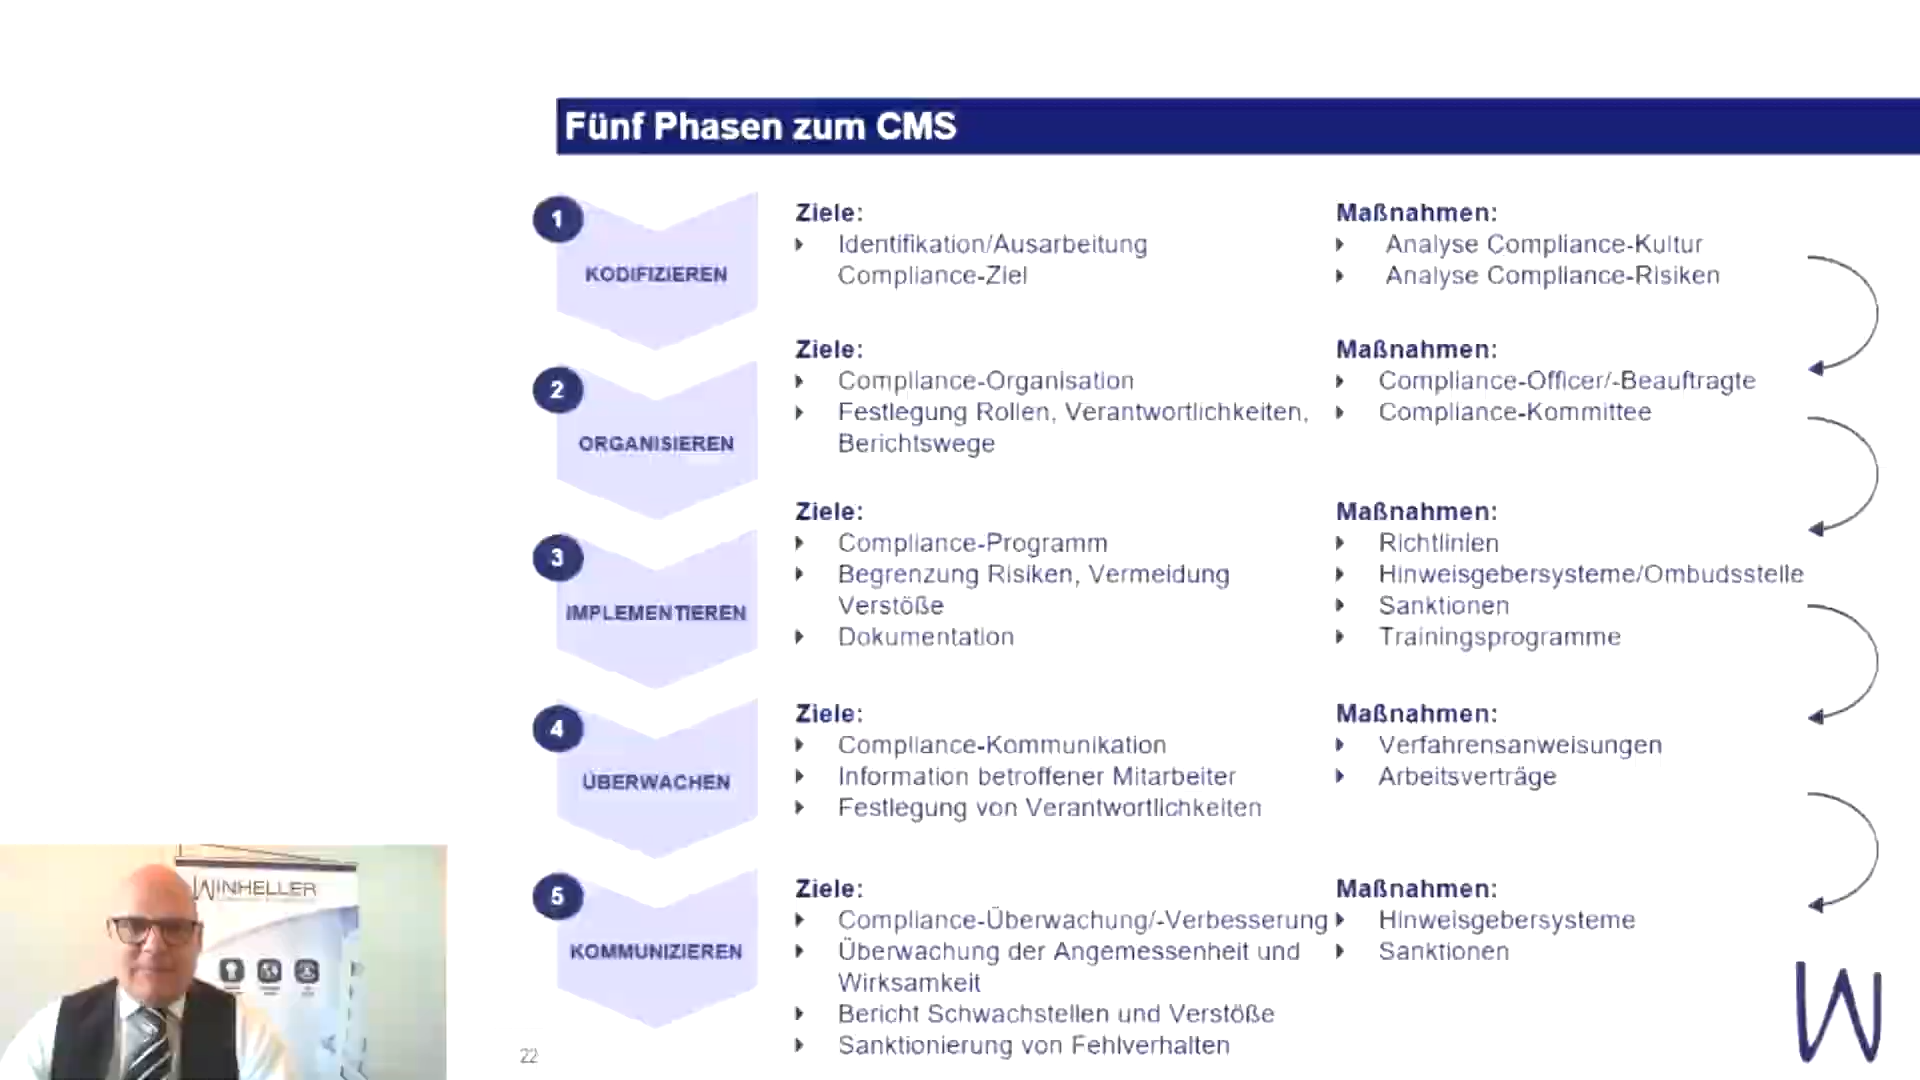 Fünf Phasen zum CMS
1
KODIFIZIEREN
Ziele:
Identifikation/Ausarbeitung
Compliance-Ziel
Maßnahmen:
Analyse Compliance-Kultur
Analyse Compliance-Risiken
2
ORGANISIEREN
Ziele:
Compliance-Organisation
Festlegung Rollen, Verantwortlichkeiten,
Berichtswege
Maßnahmen:
Compliance-Officer/-Beauftragte
Compliance-Kommittee
3
IMPLEMENTIEREN
Ziele:
Compliance-Programm
Begrenzung Risiken, Vermeidung
Verstöße
Dokumentation
Maßnahmen:
Richtlinien
Hinweisgebersysteme/Ombudsstelle
Sanktionen
Trainingsprogramme
4
ÜBERWACHEN
Ziele:
Compliance-Kommunikation
Information betroffener Mitarbeiter
Festlegung von Verantwortlichkeiten
Maßnahmen:
Verfahrensanweisungen
Arbeitsverträge
5
KOMMUNIZIEREN
Ziele:
Compliance-Überwachung/-Verbesserung
Überwachung der Angemessenheit und
Wirksamkeit
Bericht Schwachstellen und Verstöße
Sanktionierung von Fehlverhalten
Maßnahmen:
Hinweisgebersysteme
Sanktionen
WINHELLER
22
W